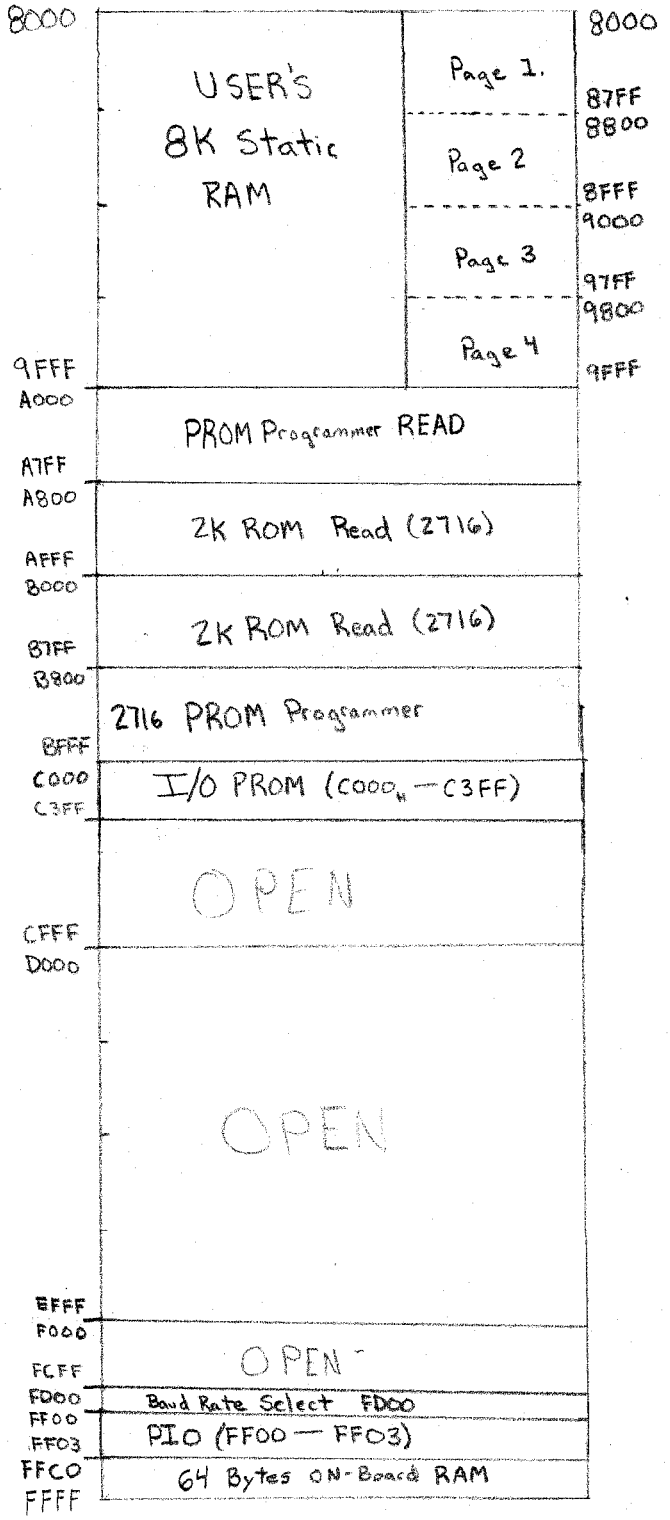 8000
8000
USER'S
8K Static
RAM
Page 1.
87FF
8800
Page 2
8FFF
9000
Page 3
97FF
9800
Page 4
9FFF
9FFF
A000
PROM Programmer READ
A7FF
A800
2K ROM Read (2716)
AFFF
B000
2K ROM Read (2716)
B7FF
B800
2716 PROM Programmer
BFFF
C000
I/O PROM (C000H — C3FF)
C3FF
OPEN
CFFF
D000
OPEN
EFFF
F000
OPEN
FCFF
FD00
Baud Rate Select FD00
FF00
PIO (FF00 — FF03)
FF03
FFC0
64 Bytes ON-Board RAM
FFFF